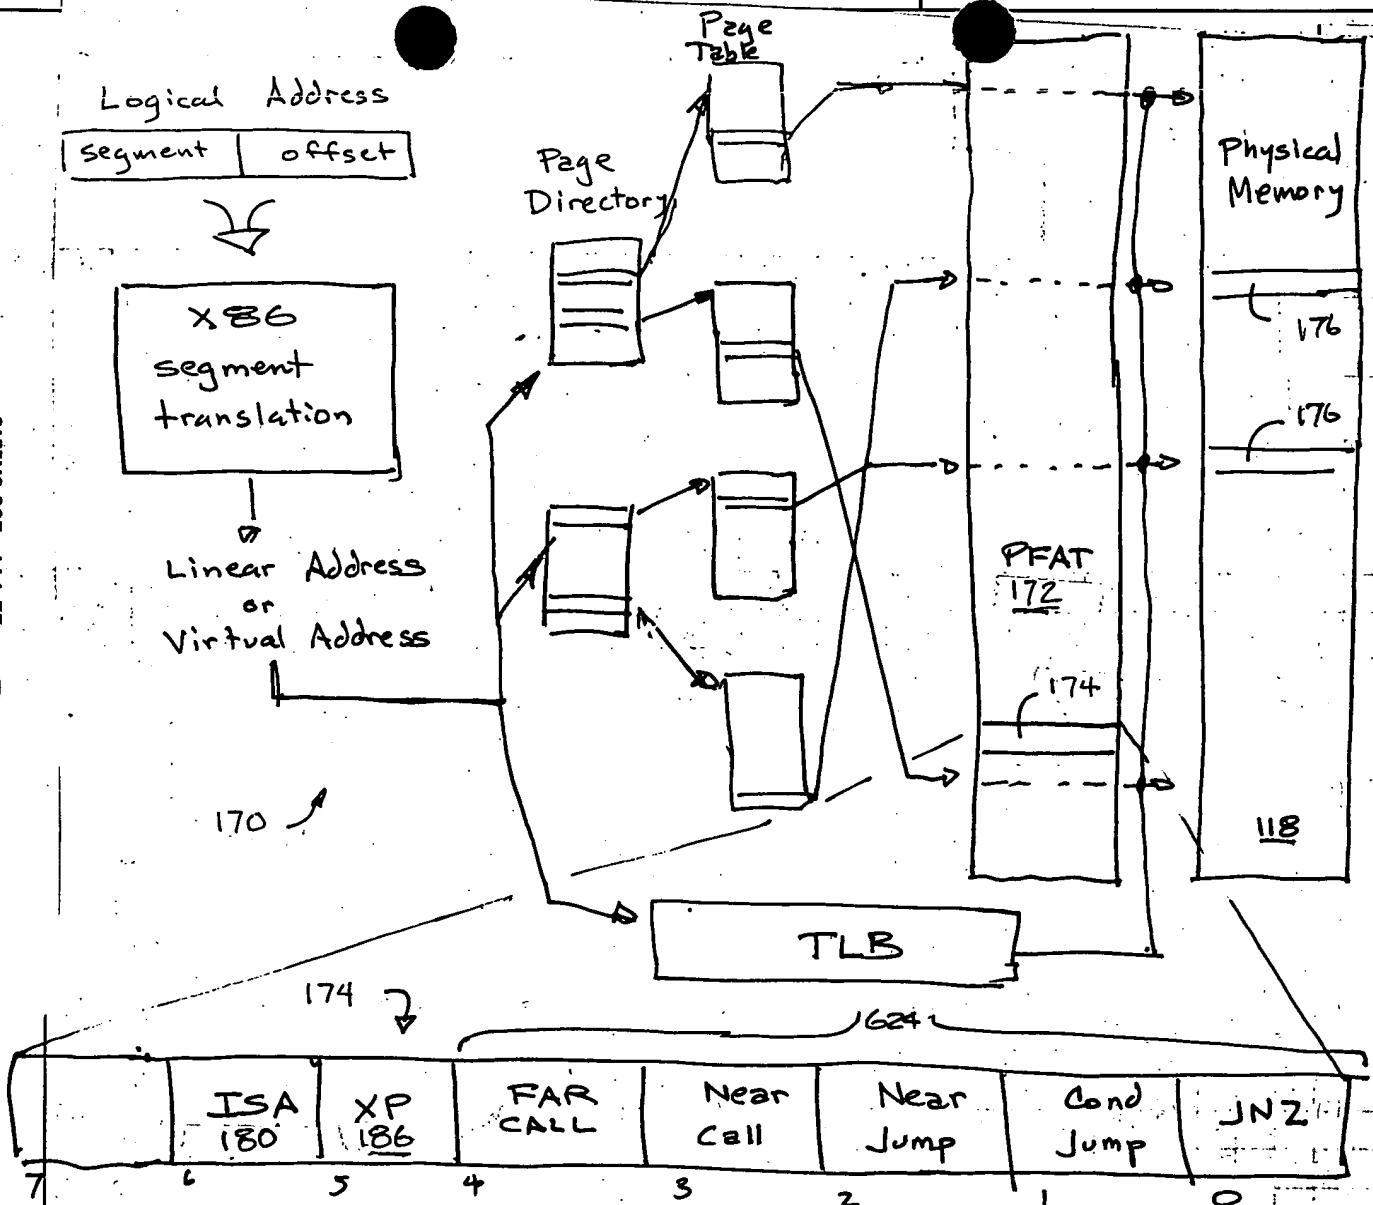 Page
Table
Logical Address
segment offset
Page
Directory
Physical
Memory
X86
segment
translation
176
176
Linear Address
or
Virtual Address
PFAT
172
174
170
118
TLB
174
624
ISA
180
XP
186
FAR
CALL
Near
Call
Near
Jump
Cond
Jump
JNZ
7 6 5 4 3 2 1 0